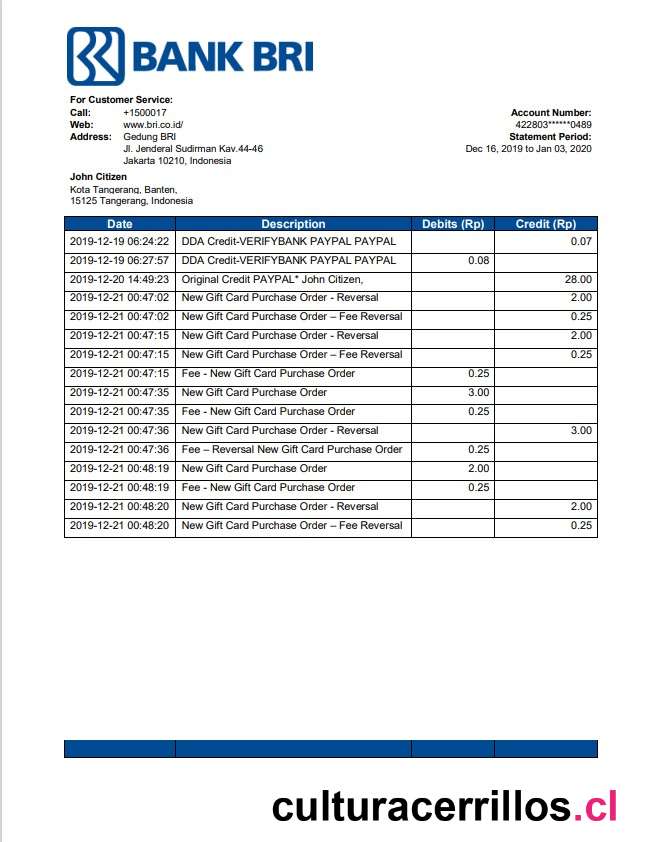 BANK BRI
For Customer Service:
Call: +1500017
Web: www.bri.co.id/
Address: Gedung BRI
Jl. Jenderal Sudirman Kav.44-46
Jakarta 10210, Indonesia
Account Number:
422803******0489
Statement Period:
Dec 16, 2019 to Jan 03, 2020
John Citizen
Kota Tangerang, Banten,
15125 Tangerang, Indonesia
Date Description Debits (Rp) Credit (Rp)
2019-12-19 06:24:22 DDA Credit-VERIFYBANK PAYPAL PAYPAL 0.07
2019-12-19 06:27:57 DDA Credit-VERIFYBANK PAYPAL PAYPAL 0.08
2019-12-20 14:49:23 Original Credit PAYPAL* John Citizen, 28.00
2019-12-21 00:47:02 New Gift Card Purchase Order - Reversal 2.00
2019-12-21 00:47:02 New Gift Card Purchase Order – Fee Reversal 0.25
2019-12-21 00:47:15 New Gift Card Purchase Order - Reversal 2.00
2019-12-21 00:47:15 New Gift Card Purchase Order – Fee Reversal 0.25
2019-12-21 00:47:15 Fee - New Gift Card Purchase Order 0.25
2019-12-21 00:47:35 New Gift Card Purchase Order 3.00
2019-12-21 00:47:35 Fee - New Gift Card Purchase Order 0.25
2019-12-21 00:47:36 New Gift Card Purchase Order - Reversal 3.00
2019-12-21 00:47:36 Fee – Reversal New Gift Card Purchase Order 0.25
2019-12-21 00:48:19 New Gift Card Purchase Order 2.00
2019-12-21 00:48:19 Fee - New Gift Card Purchase Order 0.25
2019-12-21 00:48:20 New Gift Card Purchase Order - Reversal 2.00
2019-12-21 00:48:20 New Gift Card Purchase Order – Fee Reversal 0.25
culturacerrillos.cl